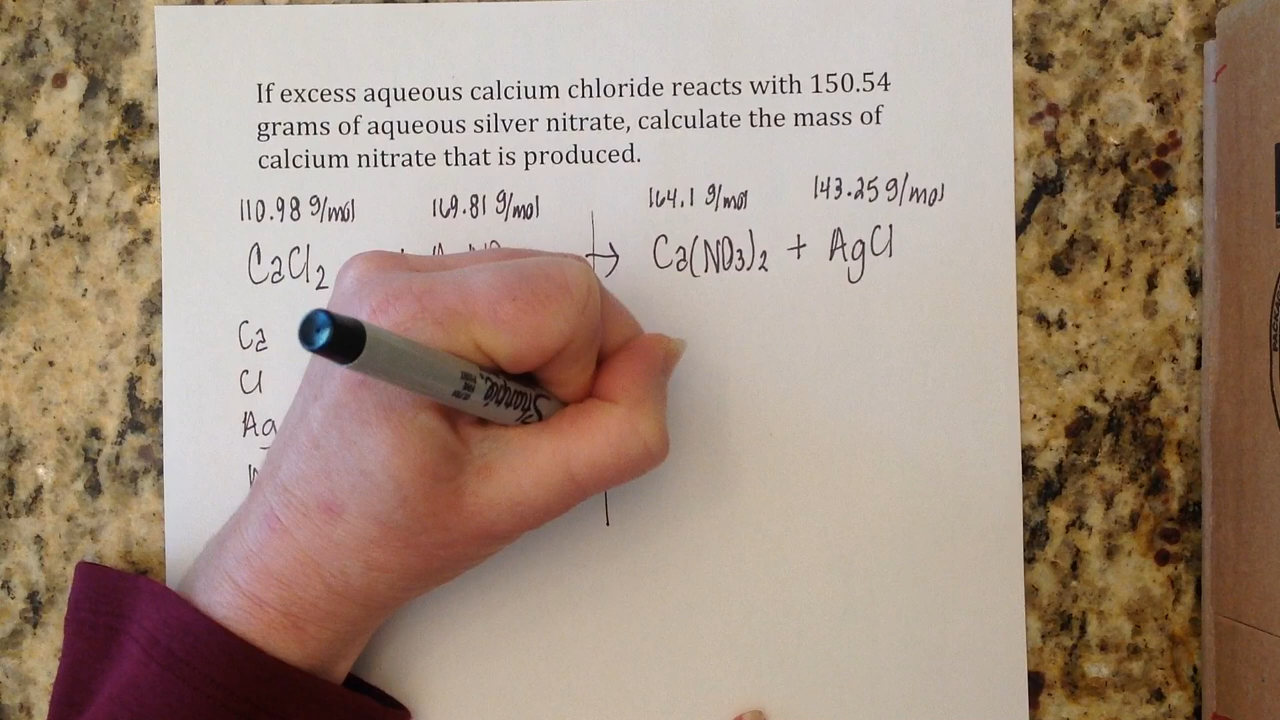 If excess aqueous calcium chloride reacts with 150.54
grams of aqueous silver nitrate, calculate the mass of
calcium nitrate that is produced.
110.98 g/mol 169.81 g/mol 164.1 g/mol 143.25 g/mol
CaCl2 → Ca(NO3)2 + AgCl
Ca
Cl
Ag
Sharpie